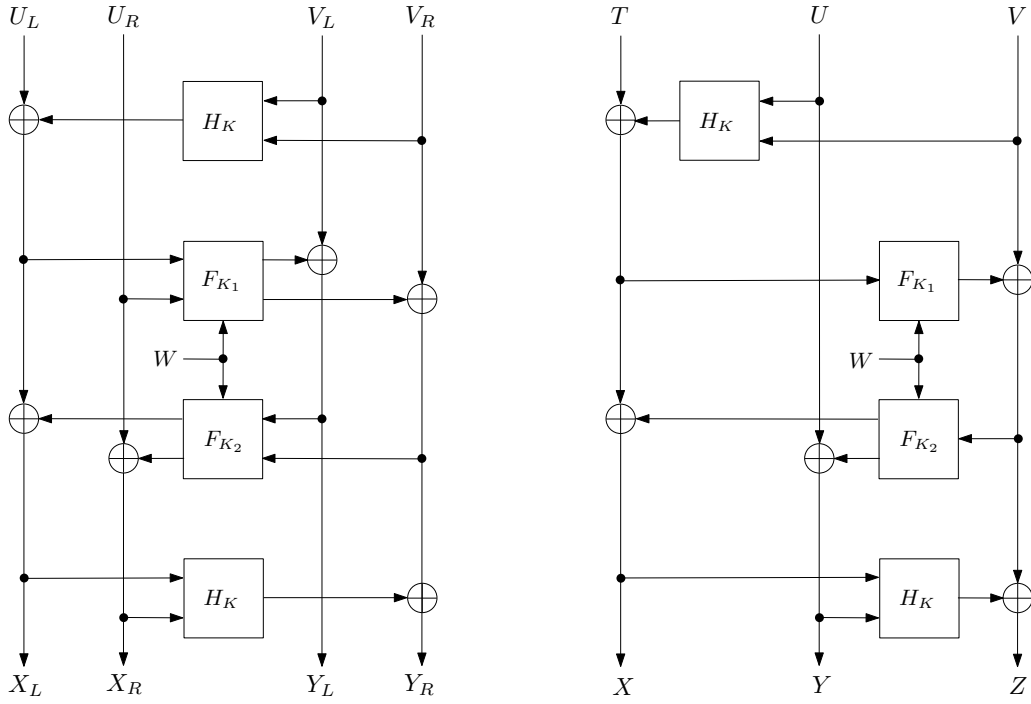 U_L U_R V_L V_R T U V
H_K H_K
F_{K_1} F_{K_1}
W W
F_{K_2} F_{K_2}
H_K H_K
X_L X_R Y_L Y_R X Y Z